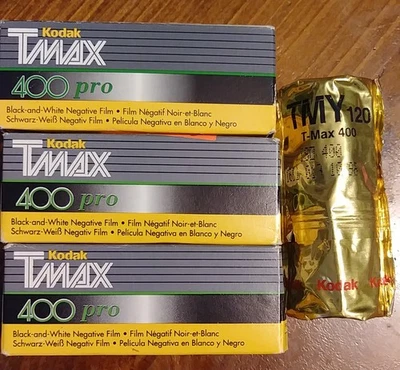 Kodak
TMAX
400 pro
Black-and-White Negative Film • Film Négatif Noir-et-Blanc
Schwarz-Weiß Negativ Film • Película Negativa en Blanco y Negro
Kodak
TMAX
400 pro
Black-and-White Negative Film • Film Négatif Noir-et-Blanc
Schwarz-Weiß Negativ Film • Película Negativa en Blanco y Negro
Kodak
TMAX
400 pro
Black-and-White Negative Film • Film Négatif Noir-et-Blanc
Schwarz-Weiß Negativ Film • Película Negativa en Blanco y Negro
TMY 120
T-Max 400
Kodak